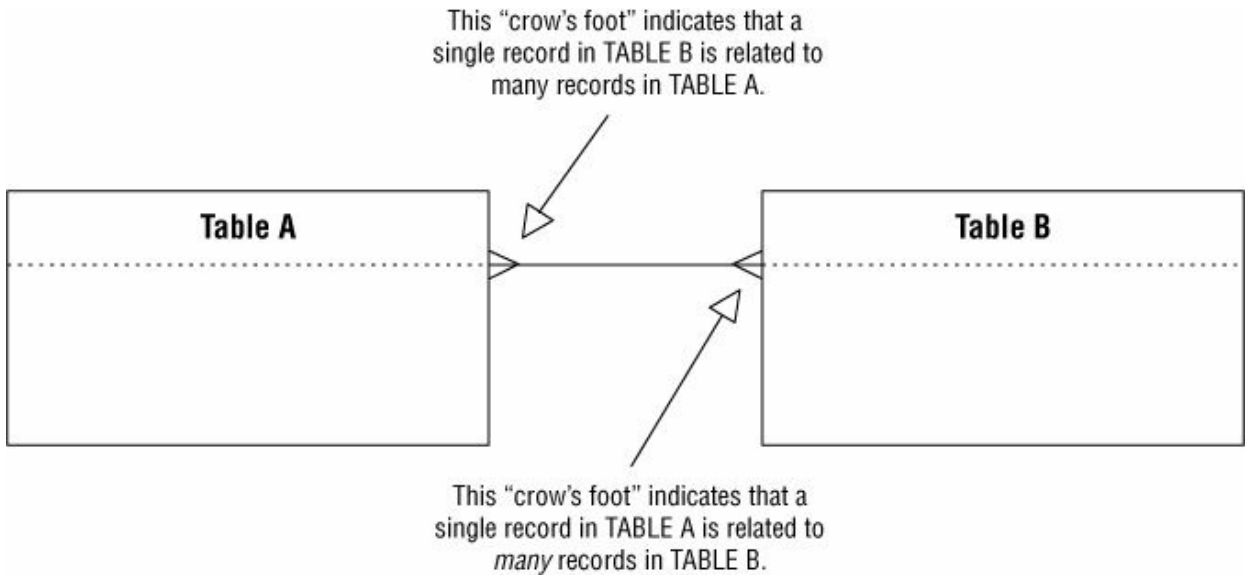 This “crow’s foot” indicates that a
single record in TABLE B is related to
many records in TABLE A.
Table A
Table B
This “crow’s foot” indicates that a
single record in TABLE A is related to
many records in TABLE B.